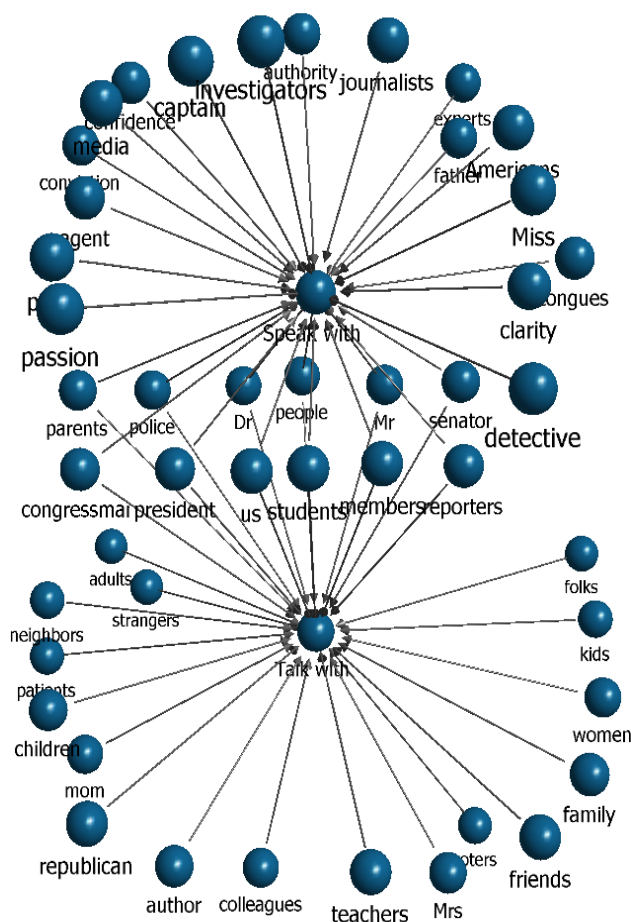 authority
investigators
journalists
captain
experts
confidence
media
father
Americans
conviction
agent
Miss
tongues
clarity
Speak with
passion
parents
police
Dr
people
Mr
senator
detective
president
us
students
members
reporters
adults
folks
strangers
neighbors
kids
Talk with
patients
women
children
mom
family
republican
friends
author
colleagues
teachers
Mrs